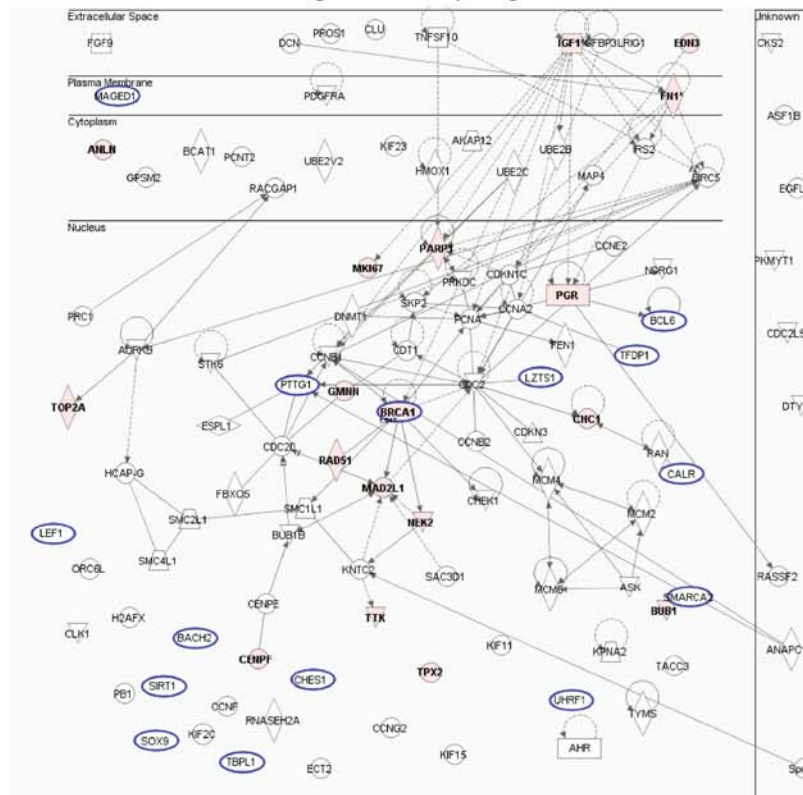 Extracellular Space
Unknown
FGF9
DCN
PROS1
CLU
TNFSF10
IGF1*
IGFBP3
LRIG1
EDN3
CKS2
Plasma Membrane
MAGED1
PDGFRA
FN1*
Cytoplasm
ASF1B
ANLN
BCAT1
PCNT2
UBE2V2
KIF23
AKAP12
UBE2B
IRS2
GPSM2
RACGAP1
HMOX1
UBE2C
MAP4
BIRC5
EGFL
Nucleus
PARP1
CCNE2
MKI67
PRKDC
CDKN1C
NDRG1
PKMYT1
PGR
PRC1
DNMT1
SKP2
PCNA
CCNA2
BCL6
AURKB
STK6
CCNB1
CDT1
FEN1
TFDP1
CDC2L5
PTTG1
GMNN
CDC2
LZTS1
TOP2A
BRCA1
CHC1
DTY
ESPL1
CDC20
CCNB2
CDKN3
RAN
HCAP-G
RAD51
CALR
FBXO5
MAD2L1
CHEK1
MCM4
SMC2L1
SMC1L1
NEK2
MCM2
LEF1
BUB1B
SMC4L1
ORC6L
KNTC2
SAC3D1
MCM6
ASK
RASSF2
CENPE
SMARCA2
H2AFX
TTK
BUB1
CLK1
BACH2
KIF11
KPNA2
ANAPC
CENPF
TPX2
TACC3
SIRT1
CHES1
PB1
UHRF1
CCNF
RNASEH2A
TYMS
SOX9
KIF2C
CCNG2
AHR
TBPL1
ECT2
KIF15
Spc